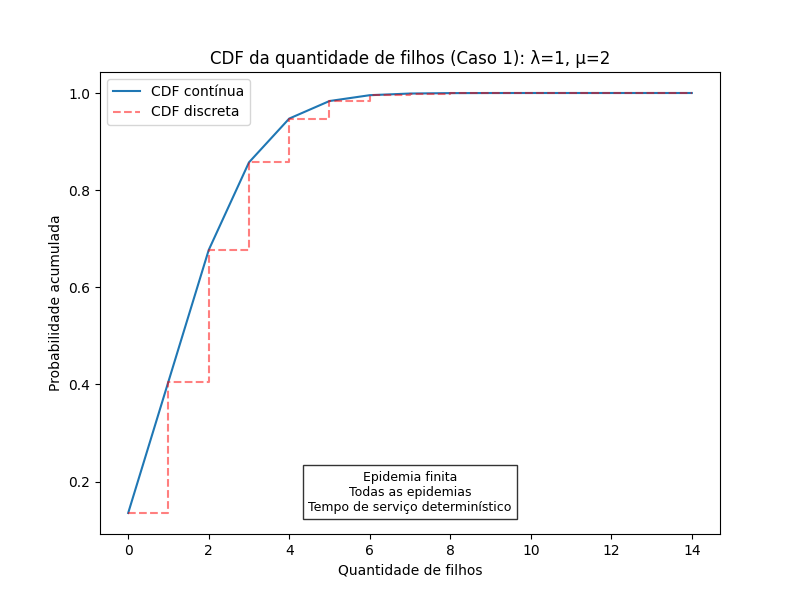 CDF da quantidade de filhos (Caso 1): λ=1, μ=2
CDF contínua
CDF discreta
Probabilidade acumulada
1.0
0.8
0.6
0.4
0.2
Epidemia finita
Todas as epidemias
Tempo de serviço determinístico
0 2 4 6 8 10 12 14
Quantidade de filhos